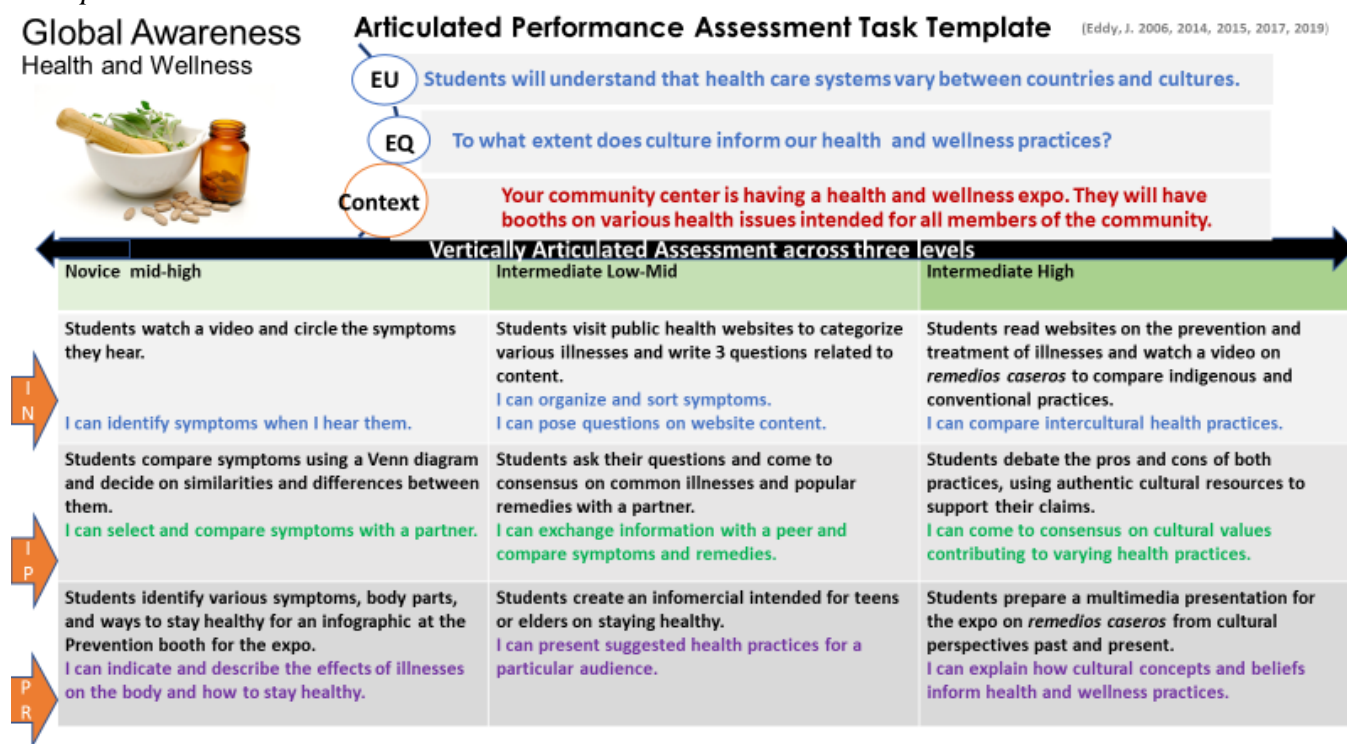 Global Awareness
Health and Wellness
Articulated Performance Assessment Task Template
(Eddy, J. 2006, 2014, 2015, 2017, 2019)
EU
Students will understand that health care systems vary between countries and cultures.
EQ
To what extent does culture inform our health and wellness practices?
Context
Your community center is having a health and wellness expo. They will have
booths on various health issues intended for all members of the community.
Vertically Articulated Assessment across three levels
Novice mid-high
Intermediate Low-Mid
Intermediate High
I
N
Students watch a video and circle the symptoms
they hear.
I can identify symptoms when I hear them.
Students visit public health websites to categorize
various illnesses and write 3 questions related to
content.
I can organize and sort symptoms.
I can pose questions on website content.
Students read websites on the prevention and
treatment of illnesses and watch a video on
remedios caseros to compare indigenous and
conventional practices.
I can compare intercultural health practices.
I
P
Students compare symptoms using a Venn diagram
and decide on similarities and differences between
them.
I can select and compare symptoms with a partner.
Students ask their questions and come to
consensus on common illnesses and popular
remedies with a partner.
I can exchange information with a peer and
compare symptoms and remedies.
Students debate the pros and cons of both
practices, using authentic cultural resources to
support their claims.
I can come to consensus on cultural values
contributing to varying health practices.
P
R
Students identify various symptoms, body parts,
and ways to stay healthy for an infographic at the
Prevention booth for the expo.
I can indicate and describe the effects of illnesses
on the body and how to stay healthy.
Students create an infomercial intended for teens
or elders on staying healthy.
I can present suggested health practices for a
particular audience.
Students prepare a multimedia presentation for
the expo on remedios caseros from cultural
perspectives past and present.
I can explain how cultural concepts and beliefs
inform health and wellness practices.